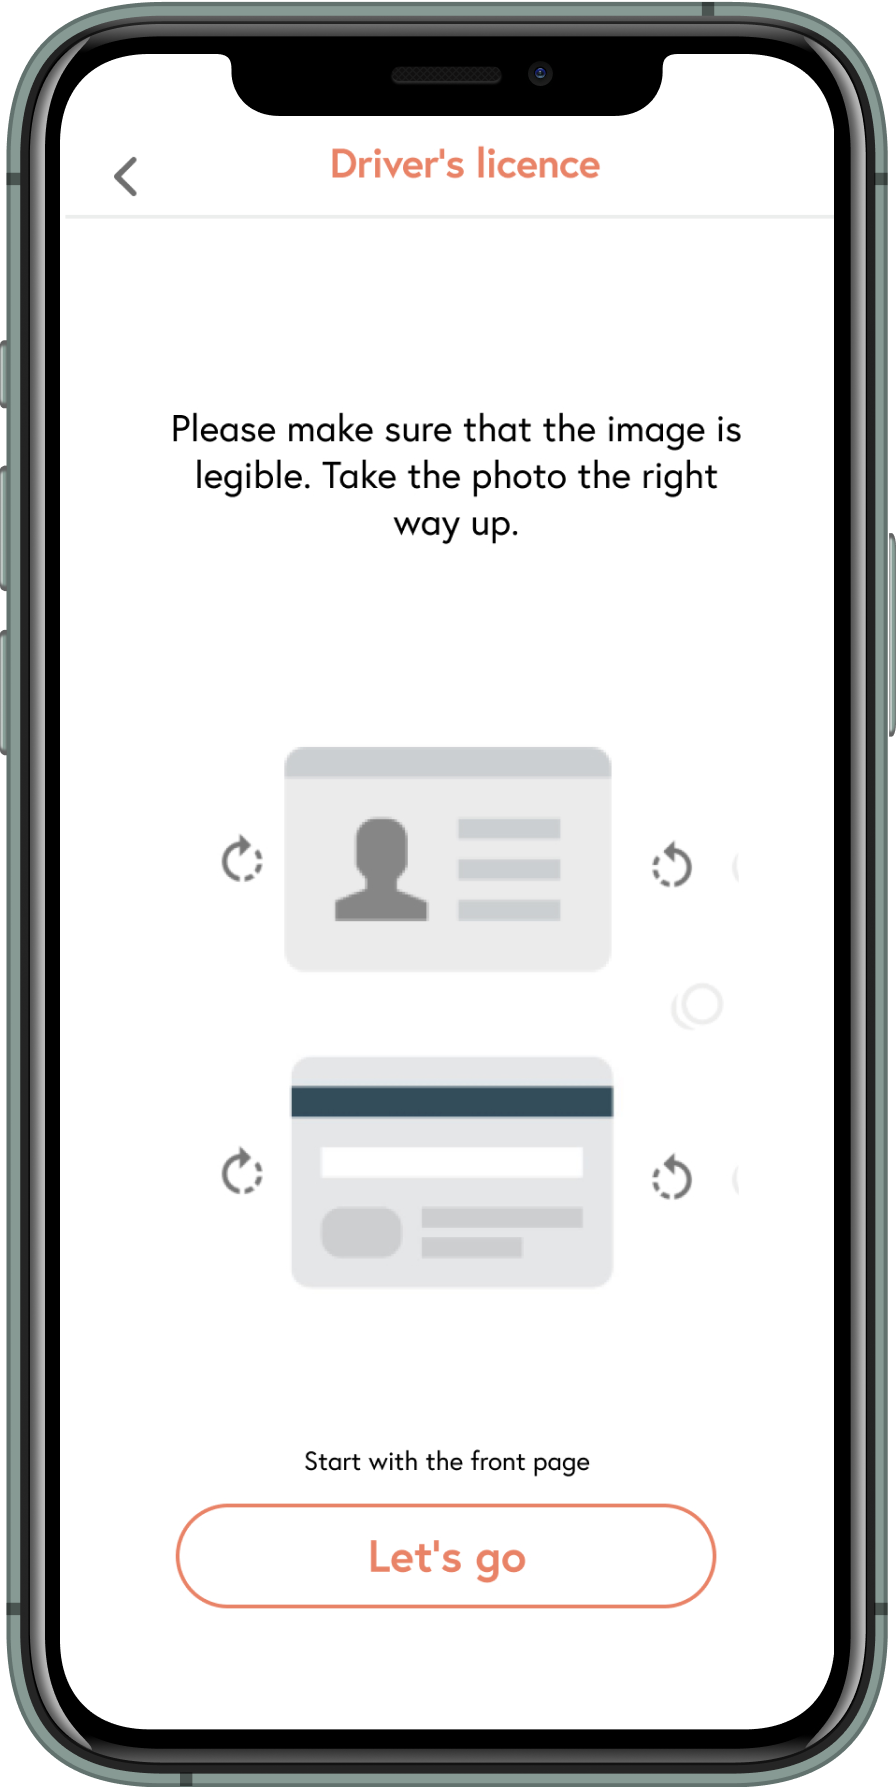 Driver's licence
Please make sure that the image is
legible. Take the photo the right
way up.
Start with the front page
Let's go